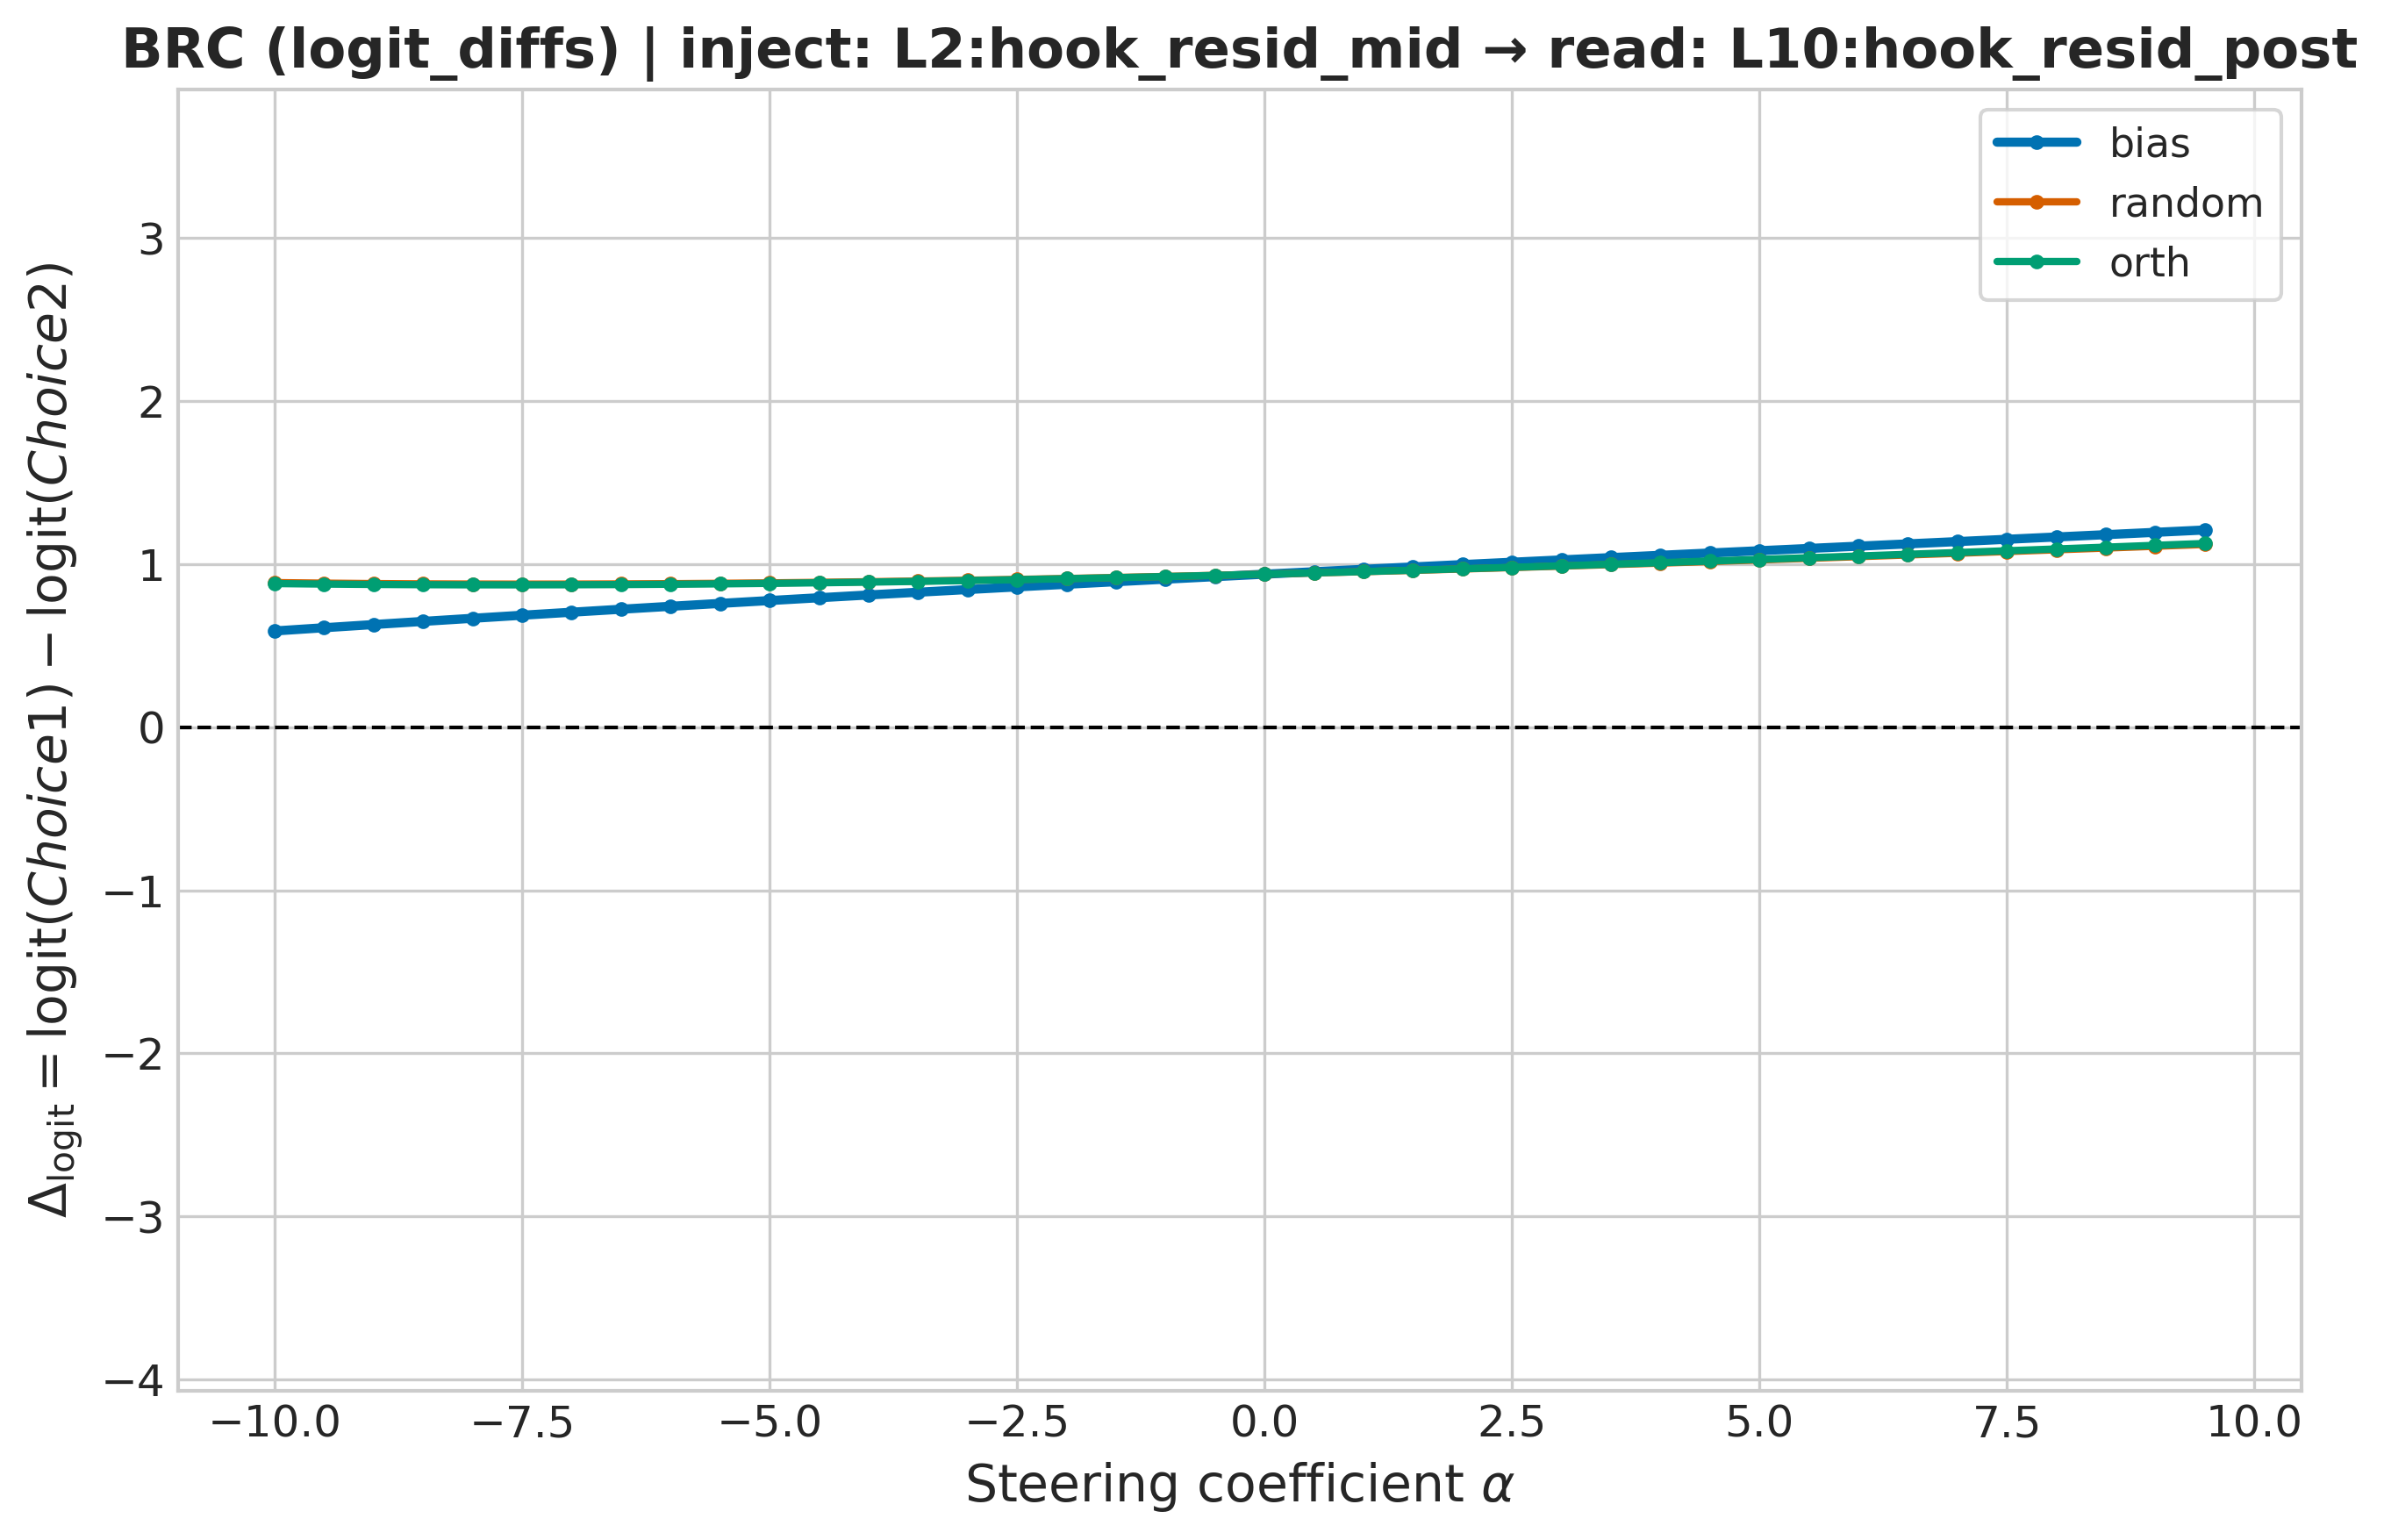 BRC (logit_diffs) | inject: L2:hook_resid_mid → read: L10:hook_resid_post
bias
random
orth
Δlogit = logit(Choice1) − logit(Choice2)
3
2
1
0
−1
−2
−3
−4
−10.0
−7.5
−5.0
−2.5
0.0
2.5
5.0
7.5
10.0
Steering coefficient α